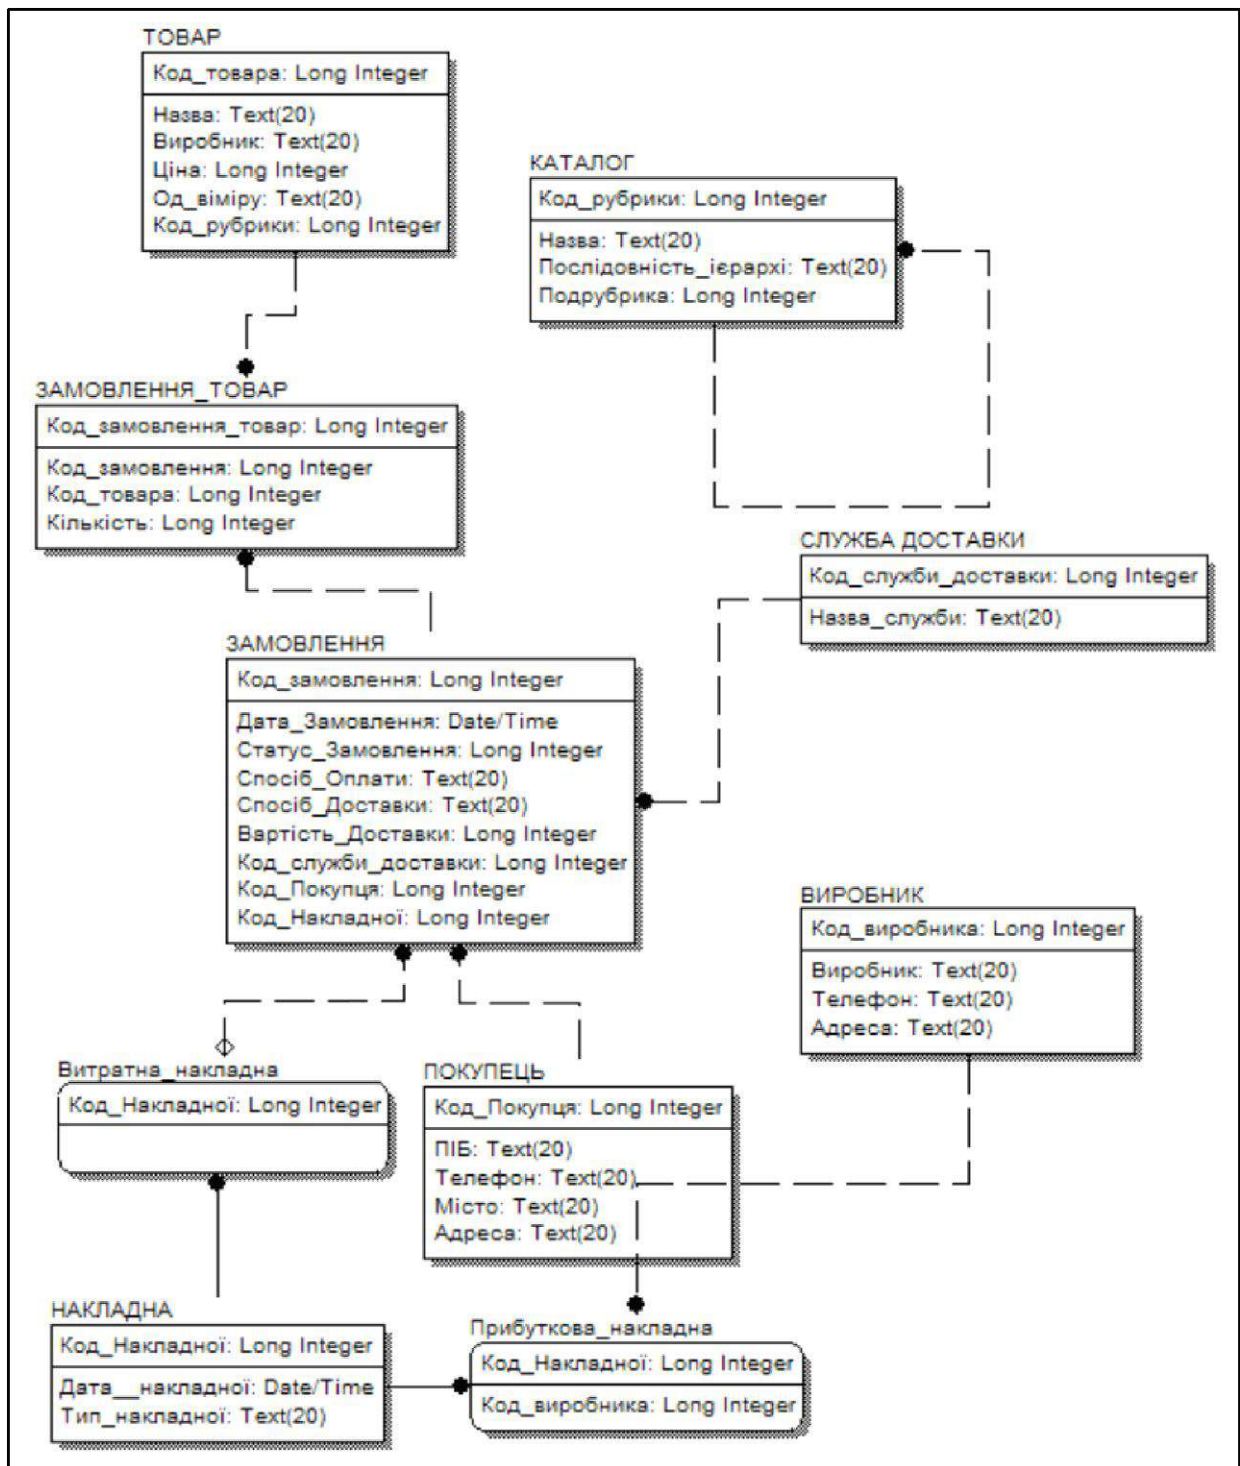 ТОВАР
Код_товара: Long Integer
Назва: Text(20)
Виробник: Text(20)
Ціна: Long Integer
Од_віміру: Text(20)
Код_рубрики: Long Integer
КАТАЛОГ
Код_рубрики: Long Integer
Назва: Text(20)
Послідовність_ієрархі: Text(20)
Подрубрика: Long Integer
ЗАМОВЛЕННЯ_ТОВАР
Код_замовлення_товар: Long Integer
Код_замовлення: Long Integer
Код_товара: Long Integer
Кількість: Long Integer
СЛУЖБА ДОСТАВКИ
Код_служби_доставки: Long Integer
Назва_служби: Text(20)
ЗАМОВЛЕННЯ
Код_замовлення: Long Integer
Дата_Замовлення: Date/Time
Статус_Замовлення: Long Integer
Спосіб_Оплати: Text(20)
Спосіб_Доставки: Text(20)
Вартість_Доставки: Long Integer
Код_служби_доставки: Long Integer
Код_Покупця: Long Integer
Код_Накладної: Long Integer
ВИРОБНИК
Код_виробника: Long Integer
Виробник: Text(20)
Телефон: Text(20)
Адреса: Text(20)
Витратна_накладна
Код_Накладної: Long Integer
ПОКУПЕЦЬ
Код_Покупця: Long Integer
ПІБ: Text(20)
Телефон: Text(20)
Місто: Text(20)
Адреса: Text(20)
НАКЛАДНА
Код_Накладної: Long Integer
Дата__накладної: Date/Time
Тип_накладної: Text(20)
Прибуткова_накладна
Код_Накладної: Long Integer
Код_виробника: Long Integer